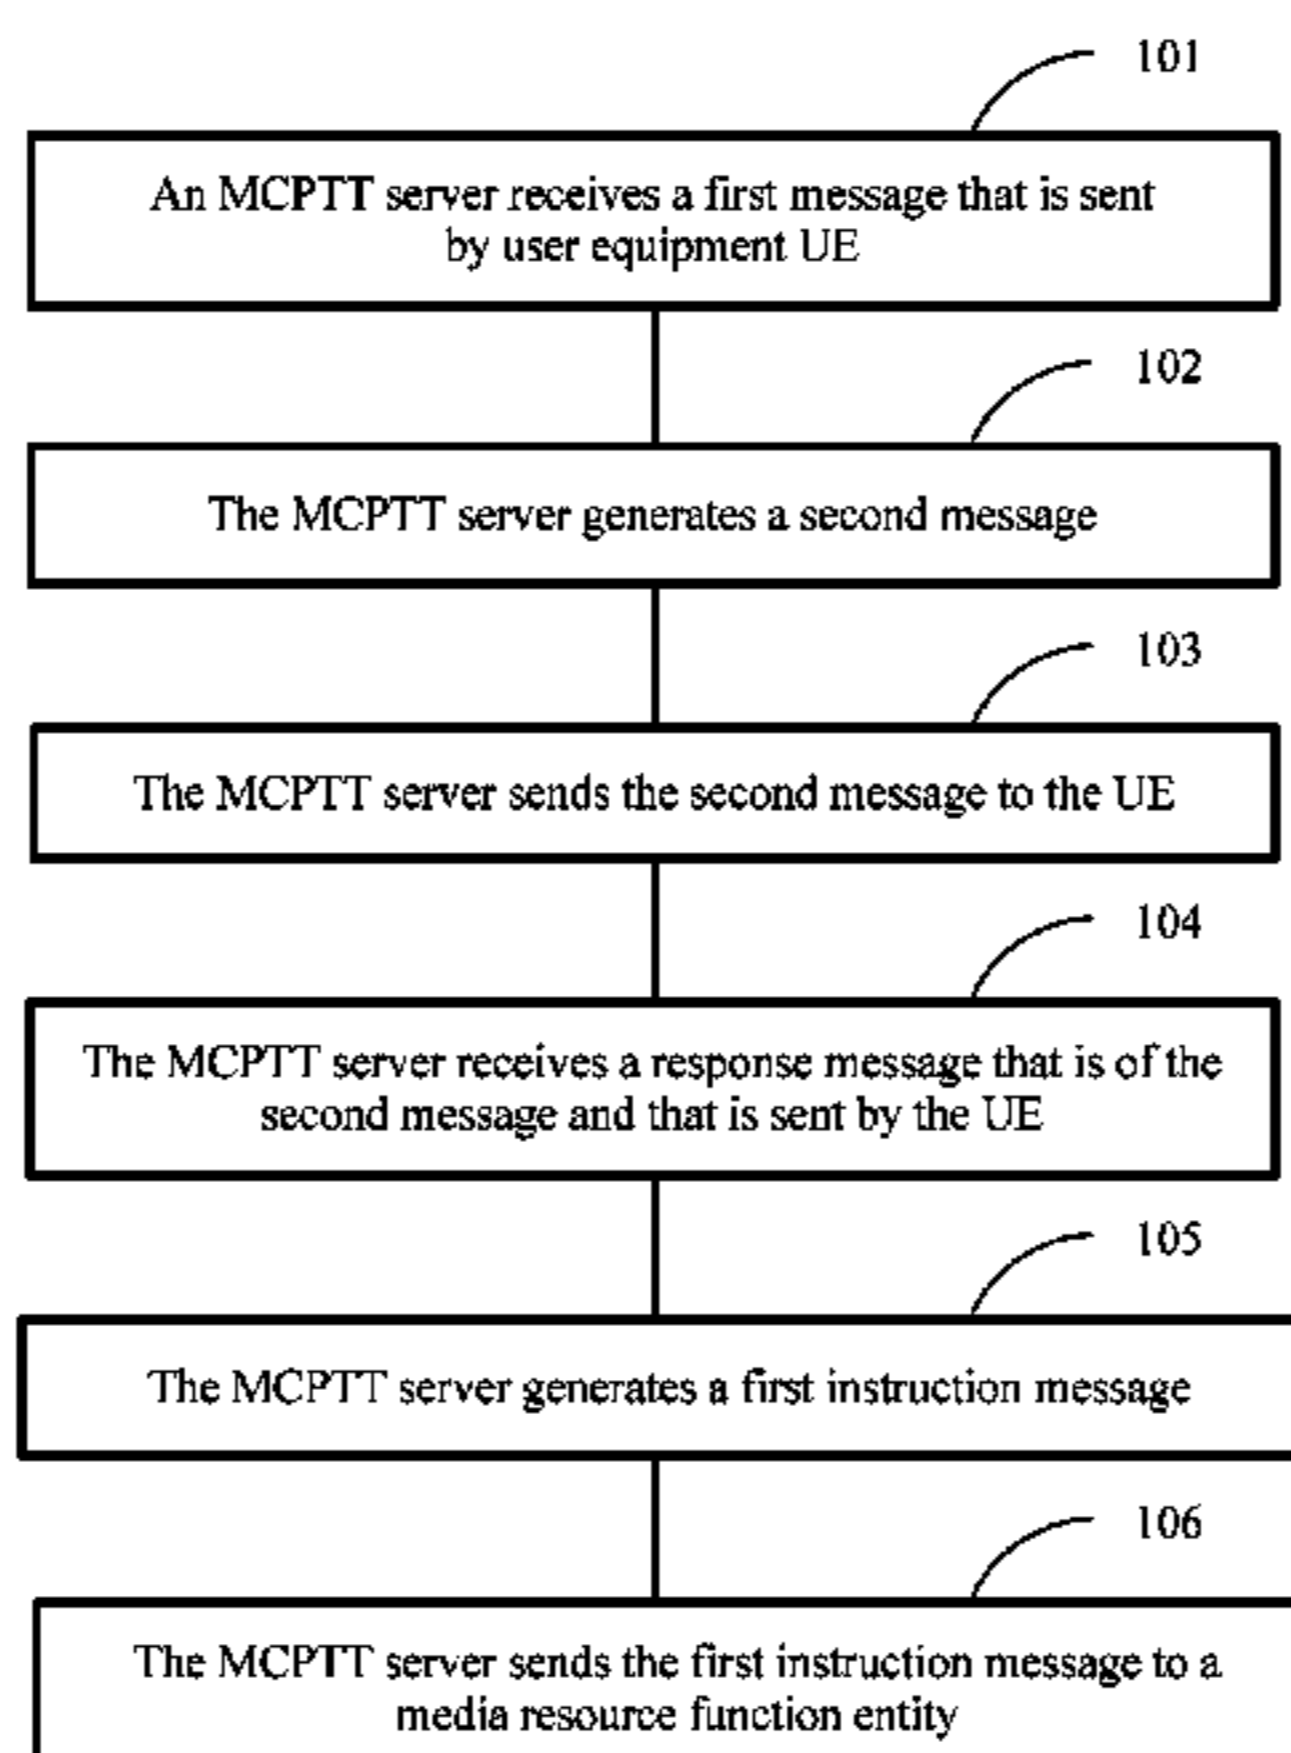 101
An MCPTT server receives a first message that is sent
by user equipment UE
102
The MCPTT server generates a second message
103
The MCPTT server sends the second message to the UE
104
The MCPTT server receives a response message that is of the
second message and that is sent by the UE
105
The MCPTT server generates a first instruction message
106
The MCPTT server sends the first instruction message to a
media resource function entity